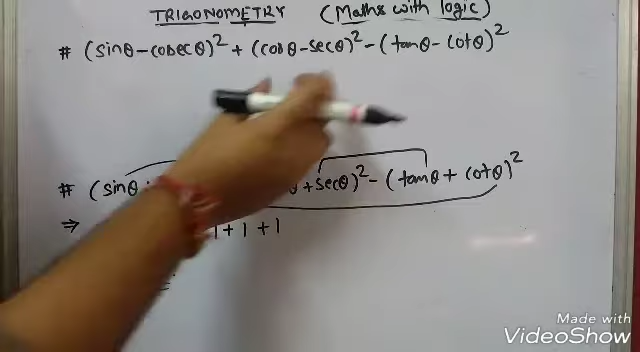 TRIGONOMETRY (Maths with logic)
# (sinθ - cosecθ)² + (cosθ - secθ)² - (tanθ - cotθ)²
# (sinθ θ + secθ)² - (tanθ + cotθ)²
⇒ 1 + 1 + 1
Made with
VideoShow